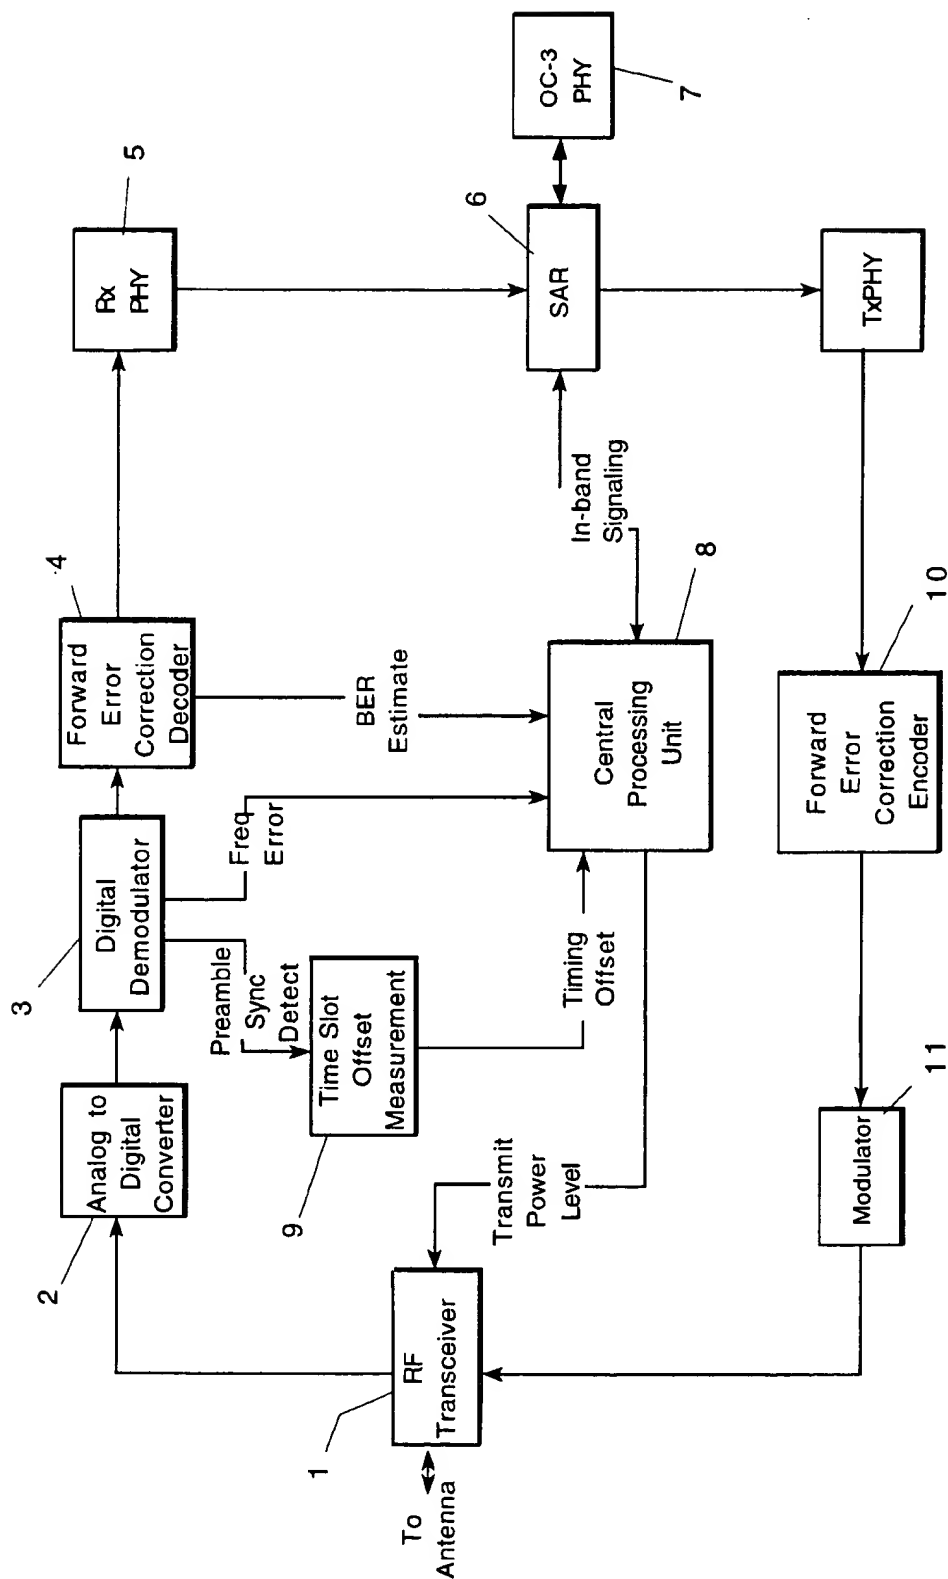 To
Antenna
1
RF
Transceiver
2
Analog to
Digital
Converter
3
Digital
Demodulator
4
Forward
Error
Correction
Decoder
5
Rx
PHY
Preamble
Sync
Detect
Freq
Error
BER
Estimate
9
Time Slot
Offset
Measurement
Timing
Offset
Transmit
Power
Level
Central
Processing
Unit
8
In-band
Signaling
6
SAR
OC-3
PHY
7
Modulator
11
Forward
Error
Correction
Encoder
10
TxPHY